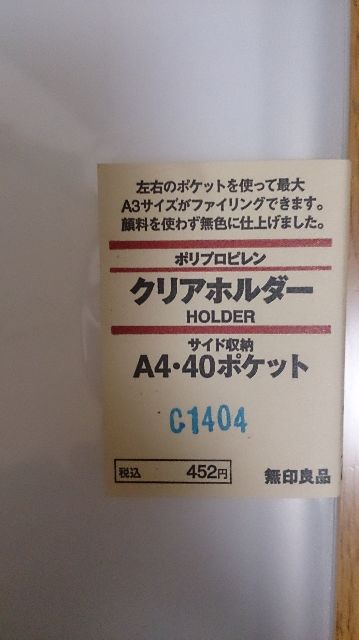 左右のポケットを使って最大
A3サイズがファイリングできます。
顔料を使わず無色に仕上げました。
ポリプロピレン
クリアホルダー
HOLDER
サイド収納
A4・40ポケット
C1404
税込 452円
無印良品